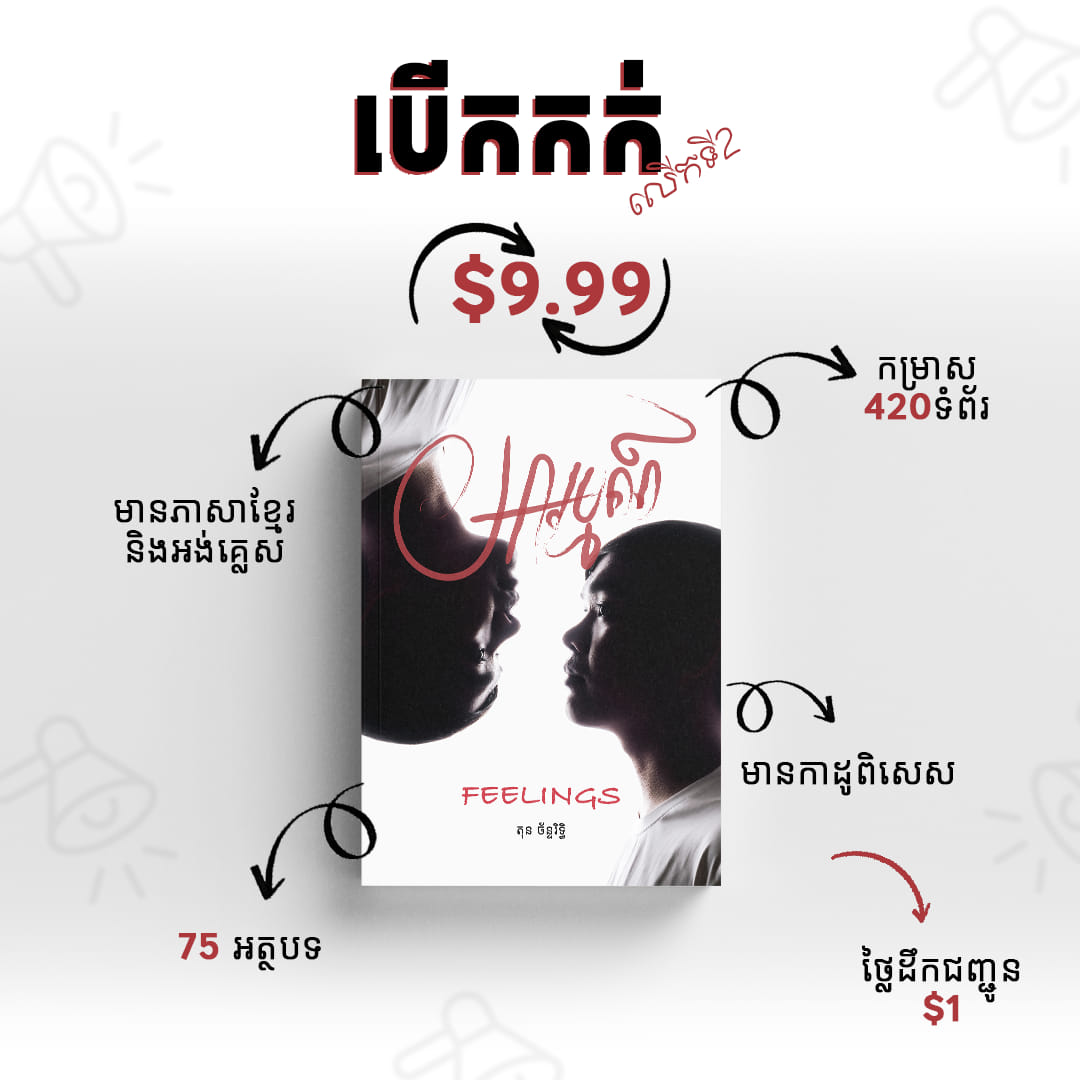 បើកកក់
លើកទី2
$9.99
កម្រាស
420ទំព័រ
មានភាសាខ្មែរ
និងអង់គ្លេស
អារម្មណ៍
FEELINGS
តុន ច័ន្ទរិទ្ធិ
មានកាដូពិសេស
75 អត្ថបទ
ថ្លៃដឹកជញ្ជូន
$1